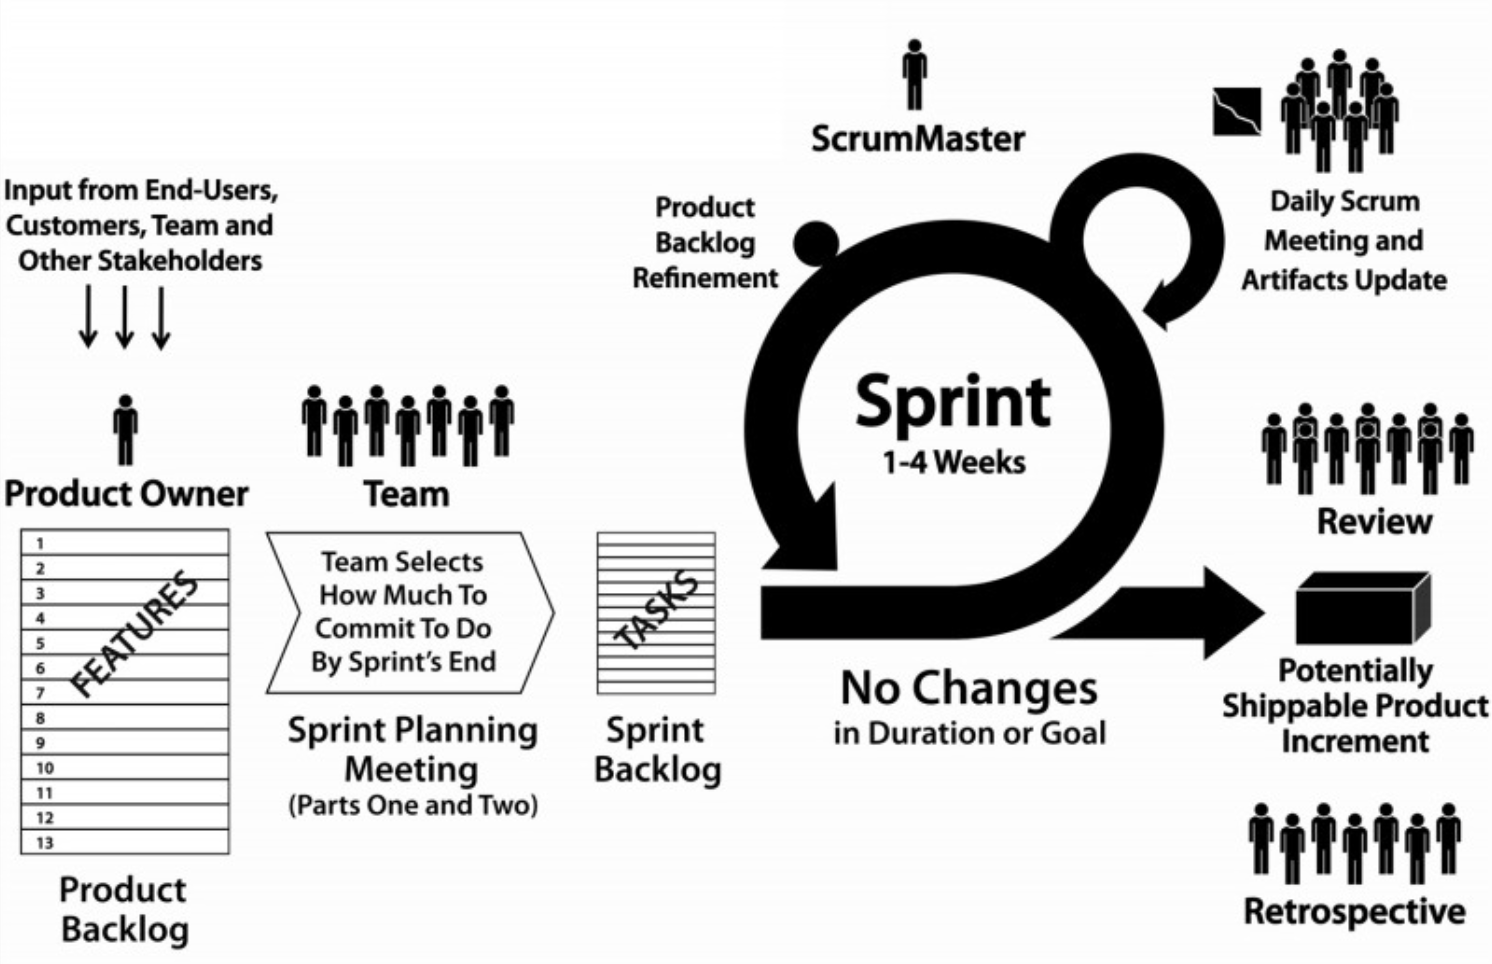 Input from End-Users,
Customers, Team and
Other Stakeholders
Product Owner
1
2
3
4
5
6
7
8
9
10
11
12
13
FEATURES
Product
Backlog
Team
Team Selects
How Much To
Commit To Do
By Sprint's End
Sprint Planning
Meeting
(Parts One and Two)
TASKS
Sprint
Backlog
ScrumMaster
Product
Backlog
Refinement
Sprint
1-4 Weeks
No Changes
in Duration or Goal
Daily Scrum
Meeting and
Artifacts Update
Review
Potentially
Shippable Product
Increment
Retrospective